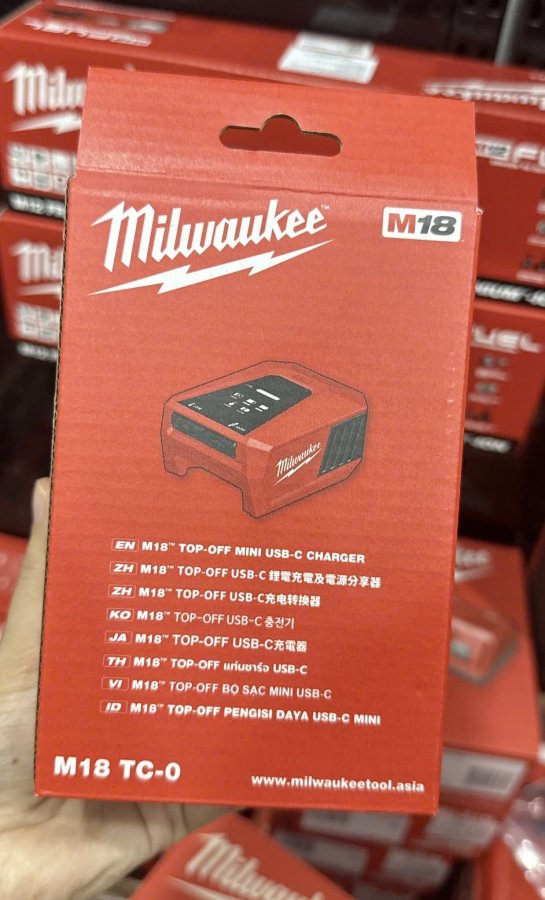 Milwaukee™
M18
Milwaukee
EN M18™ TOP-OFF MINI USB-C CHARGER
ZH M18™ TOP-OFF USB-C 鋰電充電及電源分享器
ZH M18™ TOP-OFF USB-C充电转换器
KO M18™ TOP-OFF USB-C 충전기
JA M18™ TOP-OFF USB-C充電器
TH M18™ TOP-OFF แท่นชาร์จ USB-C
VI M18™ TOP-OFF BỘ SẠC MINI USB-C
ID M18™ TOP-OFF PENGISI DAYA USB-C MINI
M18 TC-0
www.milwaukeetool.asia
Milwaukee